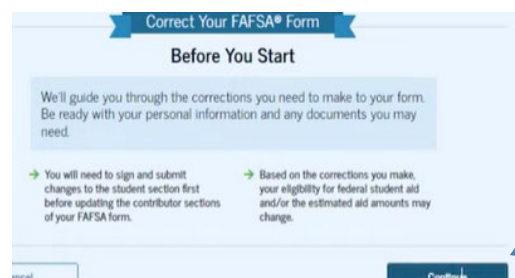 Correct Your FAFSA® Form
Before You Start
We'll guide you through the corrections you need to make to your form.
Be ready with your personal information and any documents you may
need.
→ You will need to sign and submit
changes to the student section first
before updating the contributor sections
of your FAFSA form.
→ Based on the corrections you make,
your eligibility for federal student aid
and/or the estimated aid amounts may
change.
Continue